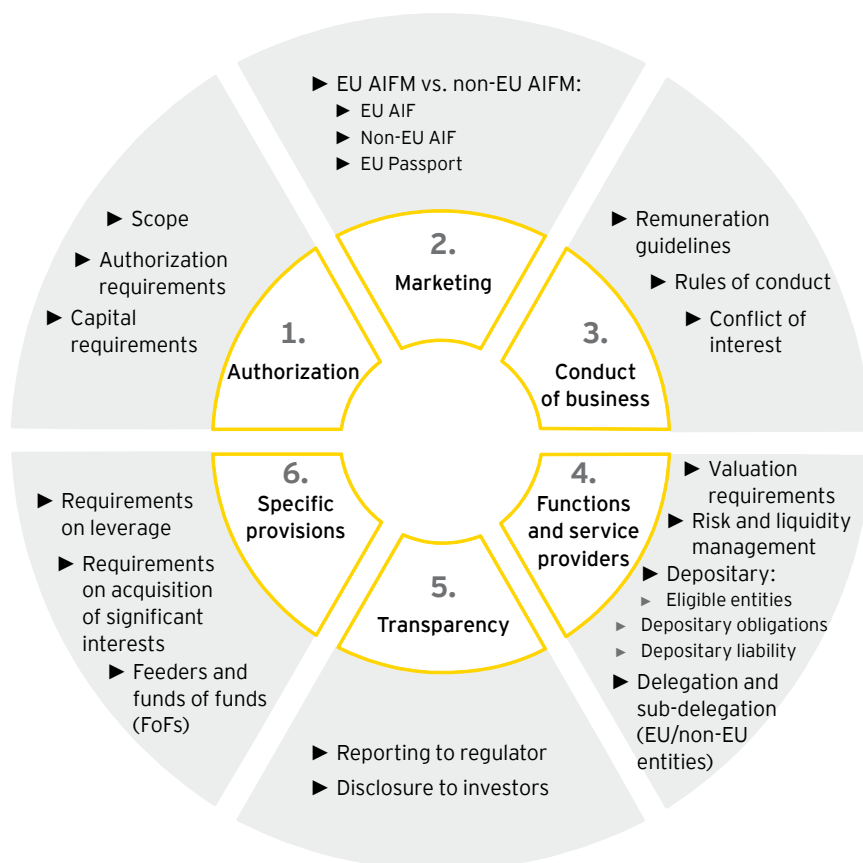 1.
Authorization
► Scope
► Authorization
requirements
► Capital
requirements
2.
Marketing
► EU AIFM vs. non-EU AIFM:
► EU AIF
► Non-EU AIF
► EU Passport
3.
Conduct
of business
► Remuneration
guidelines
► Rules of conduct
► Conflict of
interest
4.
Functions
and service
providers
► Valuation
requirements
► Risk and liquidity
management
► Depositary:
► Eligible entities
► Depositary obligations
► Depositary liability
► Delegation and
sub-delegation
(EU/non-EU
entities)
5.
Transparency
► Reporting to regulator
► Disclosure to investors
6.
Specific
provisions
► Requirements
on leverage
► Requirements
on acquisition
of significant
interests
► Feeders and
funds of funds
(FoFs)